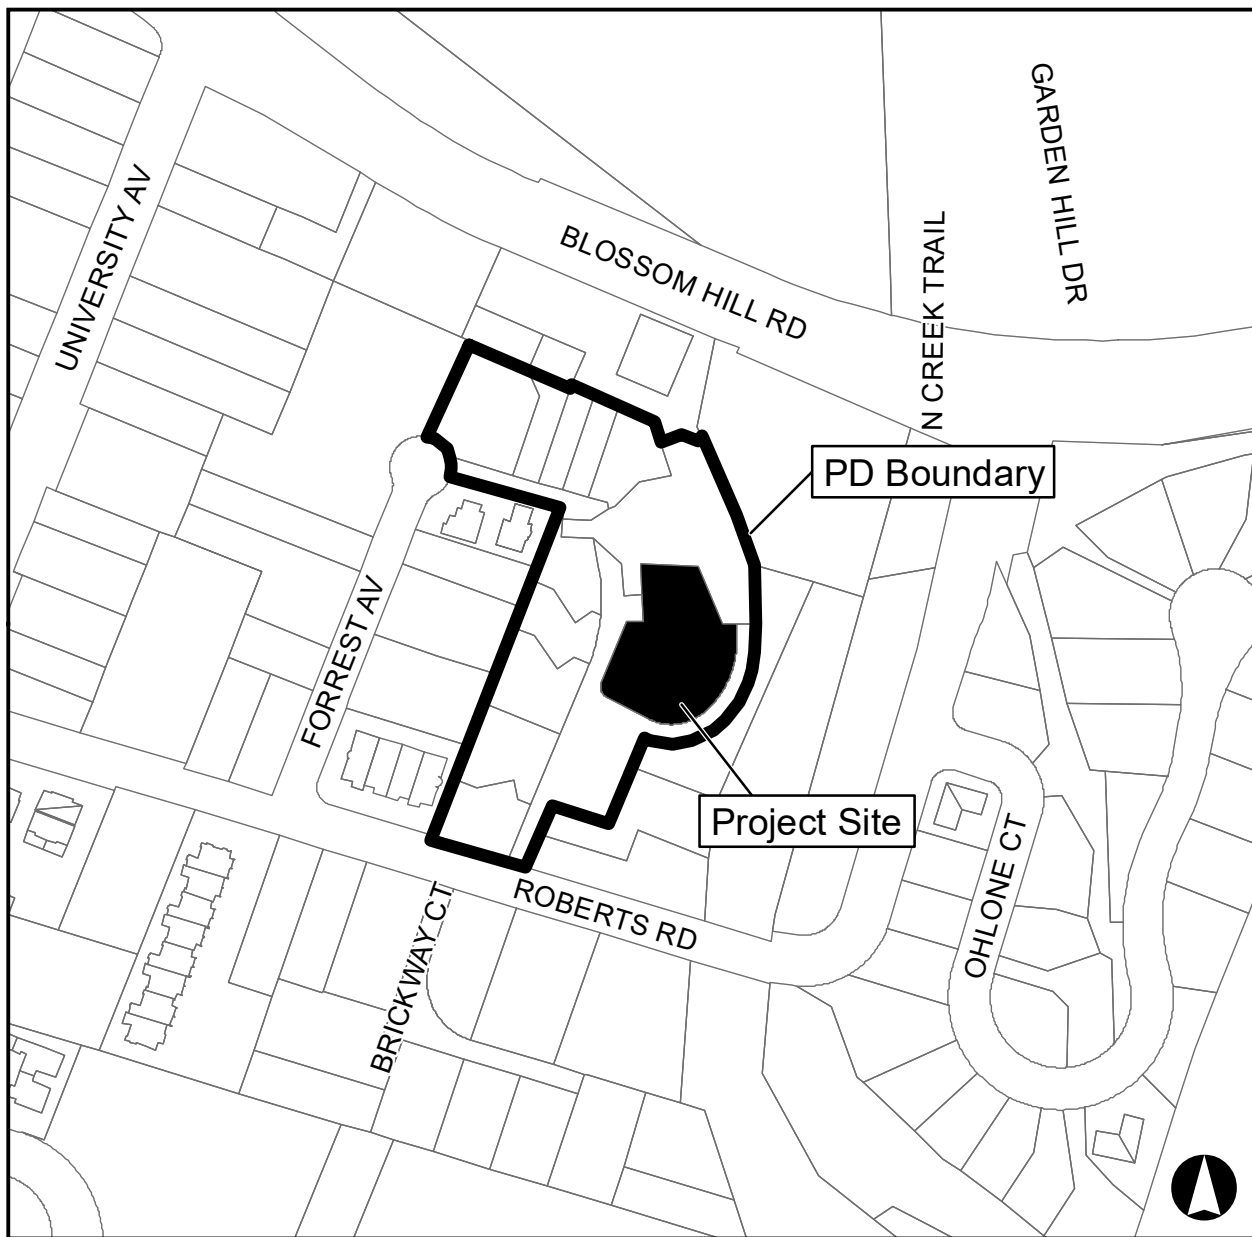 GARDEN HILL DR
UNIVERSITY AV
BLOSSOM HILL RD
N CREEK TRAIL
PD Boundary
FORREST AV
Project Site
OHLONE CT
ROBERTS RD
BRICKWAY CT